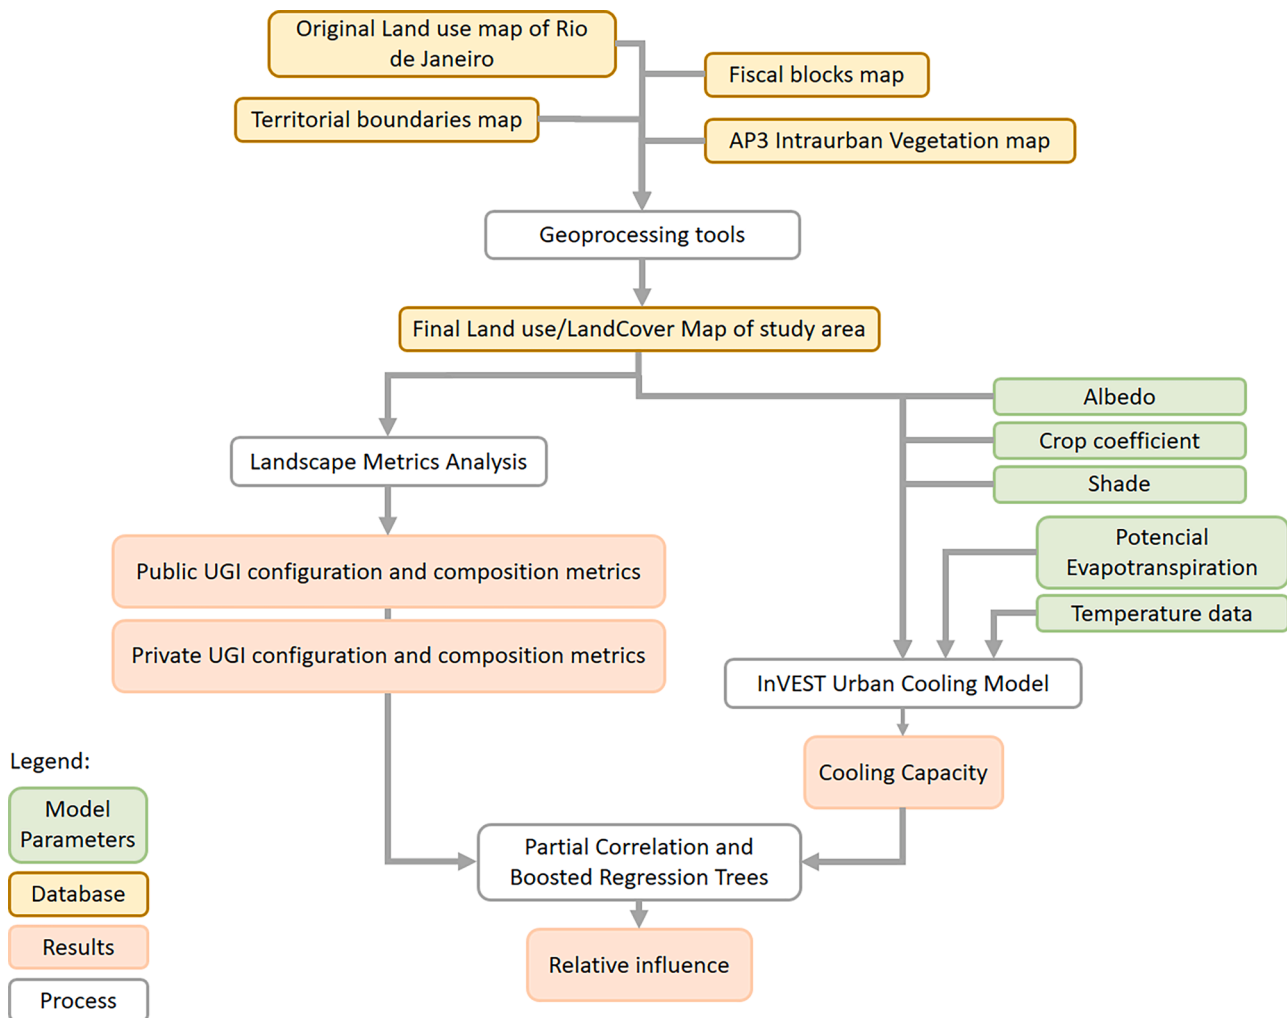 Original Land use map of Rio
de Janeiro
Fiscal blocks map
Territorial boundaries map
AP3 Intraurban Vegetation map
Geoprocessing tools
Final Land use/LandCover Map of study area
Albedo
Crop coefficient
Shade
Landscape Metrics Analysis
Potencial
Evapotranspiration
Public UGI configuration and composition metrics
Temperature data
Private UGI configuration and composition metrics
InVEST Urban Cooling Model
Cooling Capacity
Partial Correlation and
Boosted Regression Trees
Relative influence
Legend:
Model
Parameters
Database
Results
Process